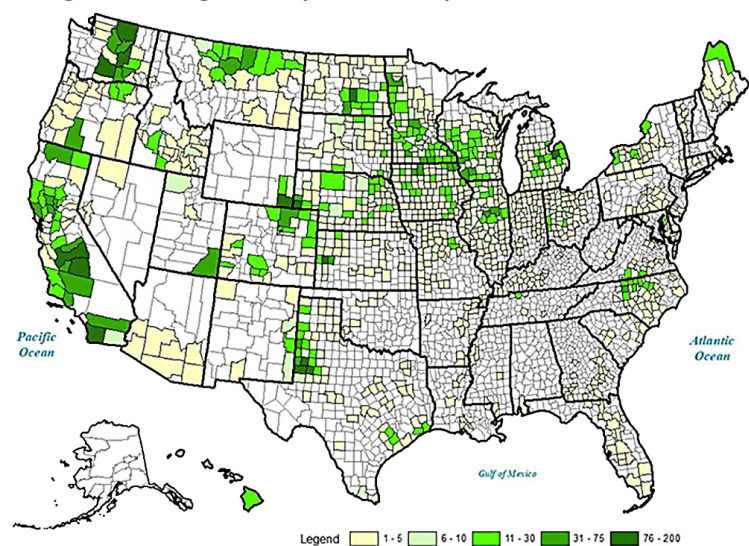 Pacific
Ocean
Atlantic
Ocean
Gulf of Mexico
Legend 1 - 5 6 - 10 11 - 30 31 - 75 76 - 200